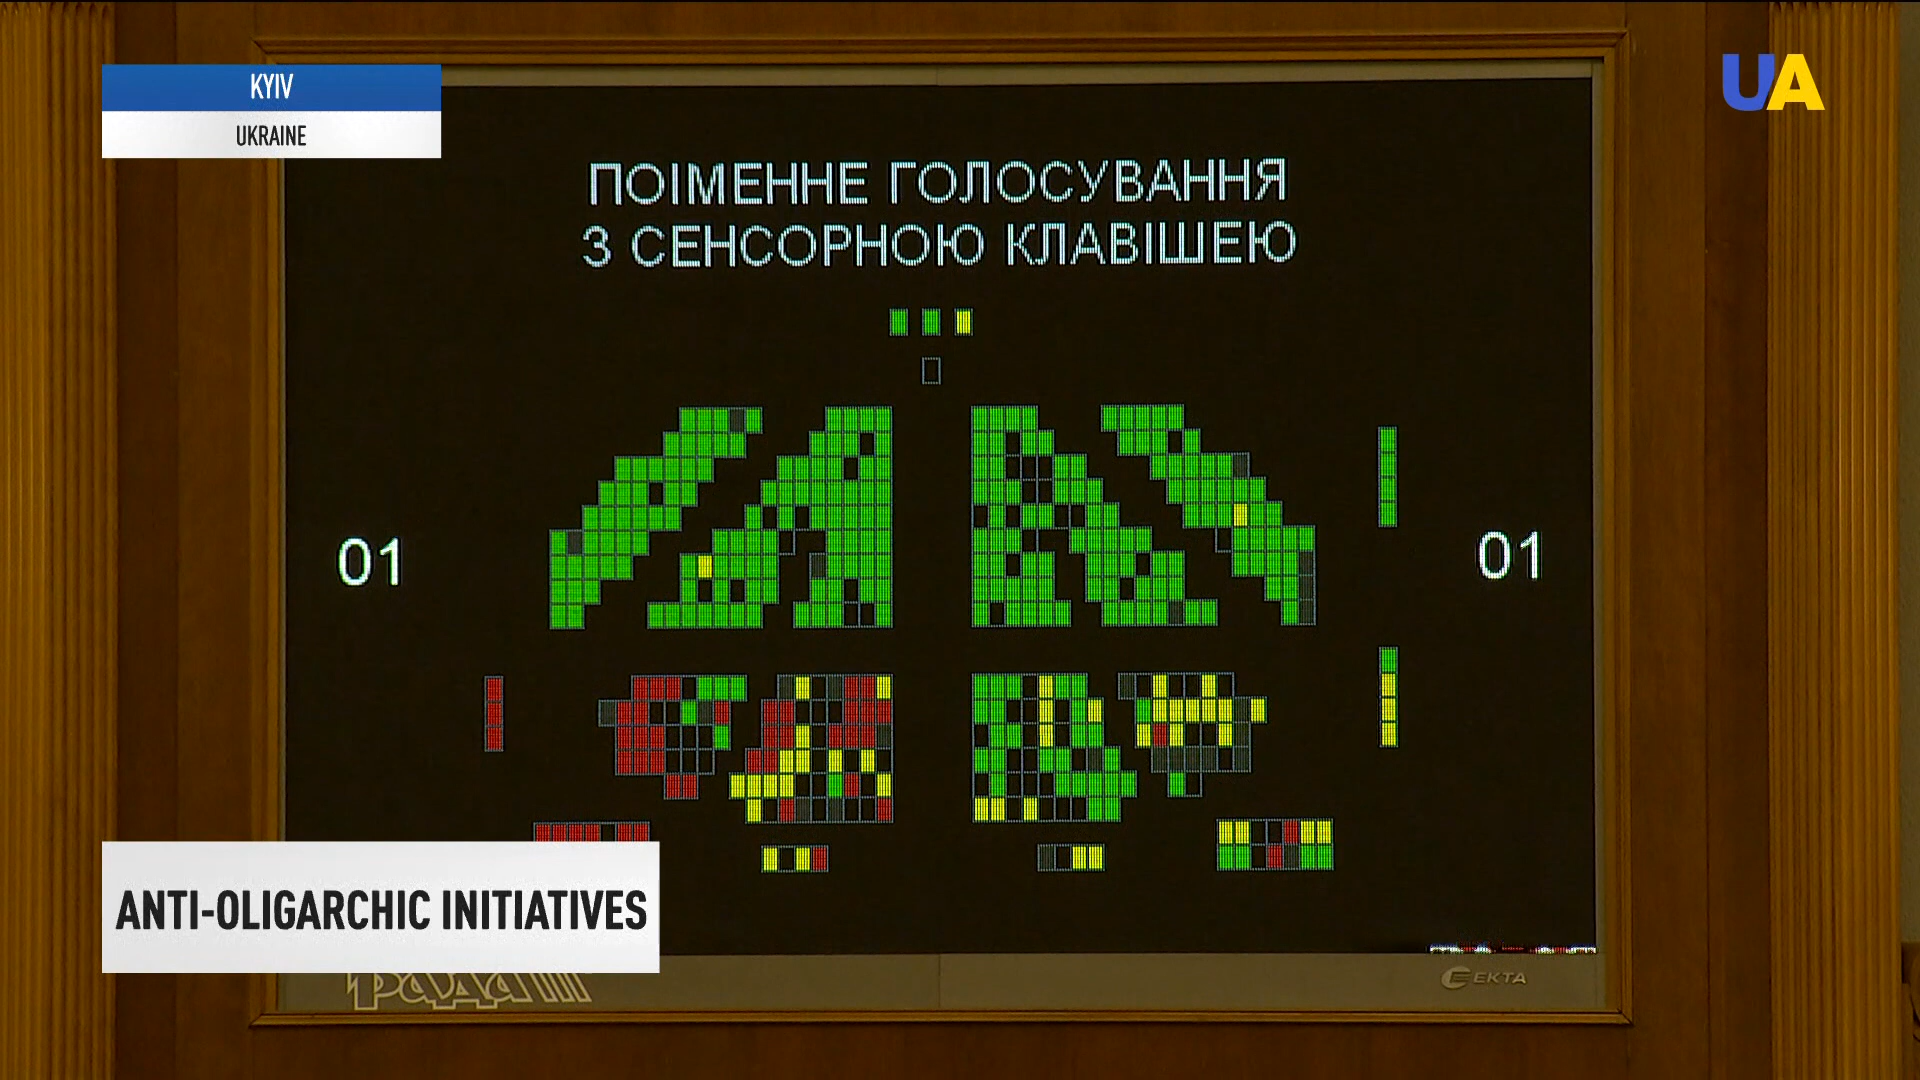 KYIV
UKRAINE
UA
ПОІМЕННЕ ГОЛОСУВАННЯ
З СЕНСОРНОЮ КЛАВІШЕЮ
01
01
ANTI-OLIGARCHIC INITIATIVES
ЕКТА